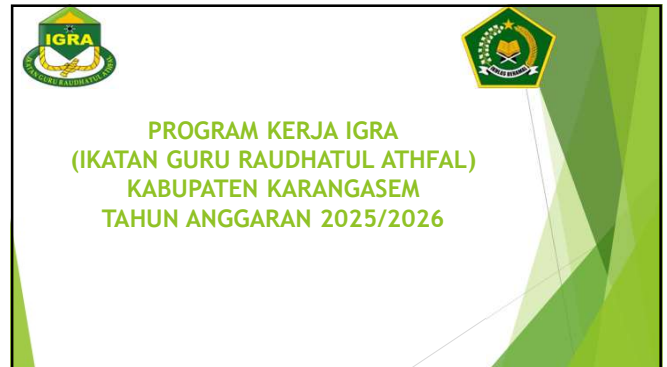 IGRA
IKATAN GURU RAUDHATUL ATHFAL
IKHLAS BERAMAL
PROGRAM KERJA IGRA
(IKATAN GURU RAUDHATUL ATHFAL)
KABUPATEN KARANGASEM
TAHUN ANGGARAN 2025/2026